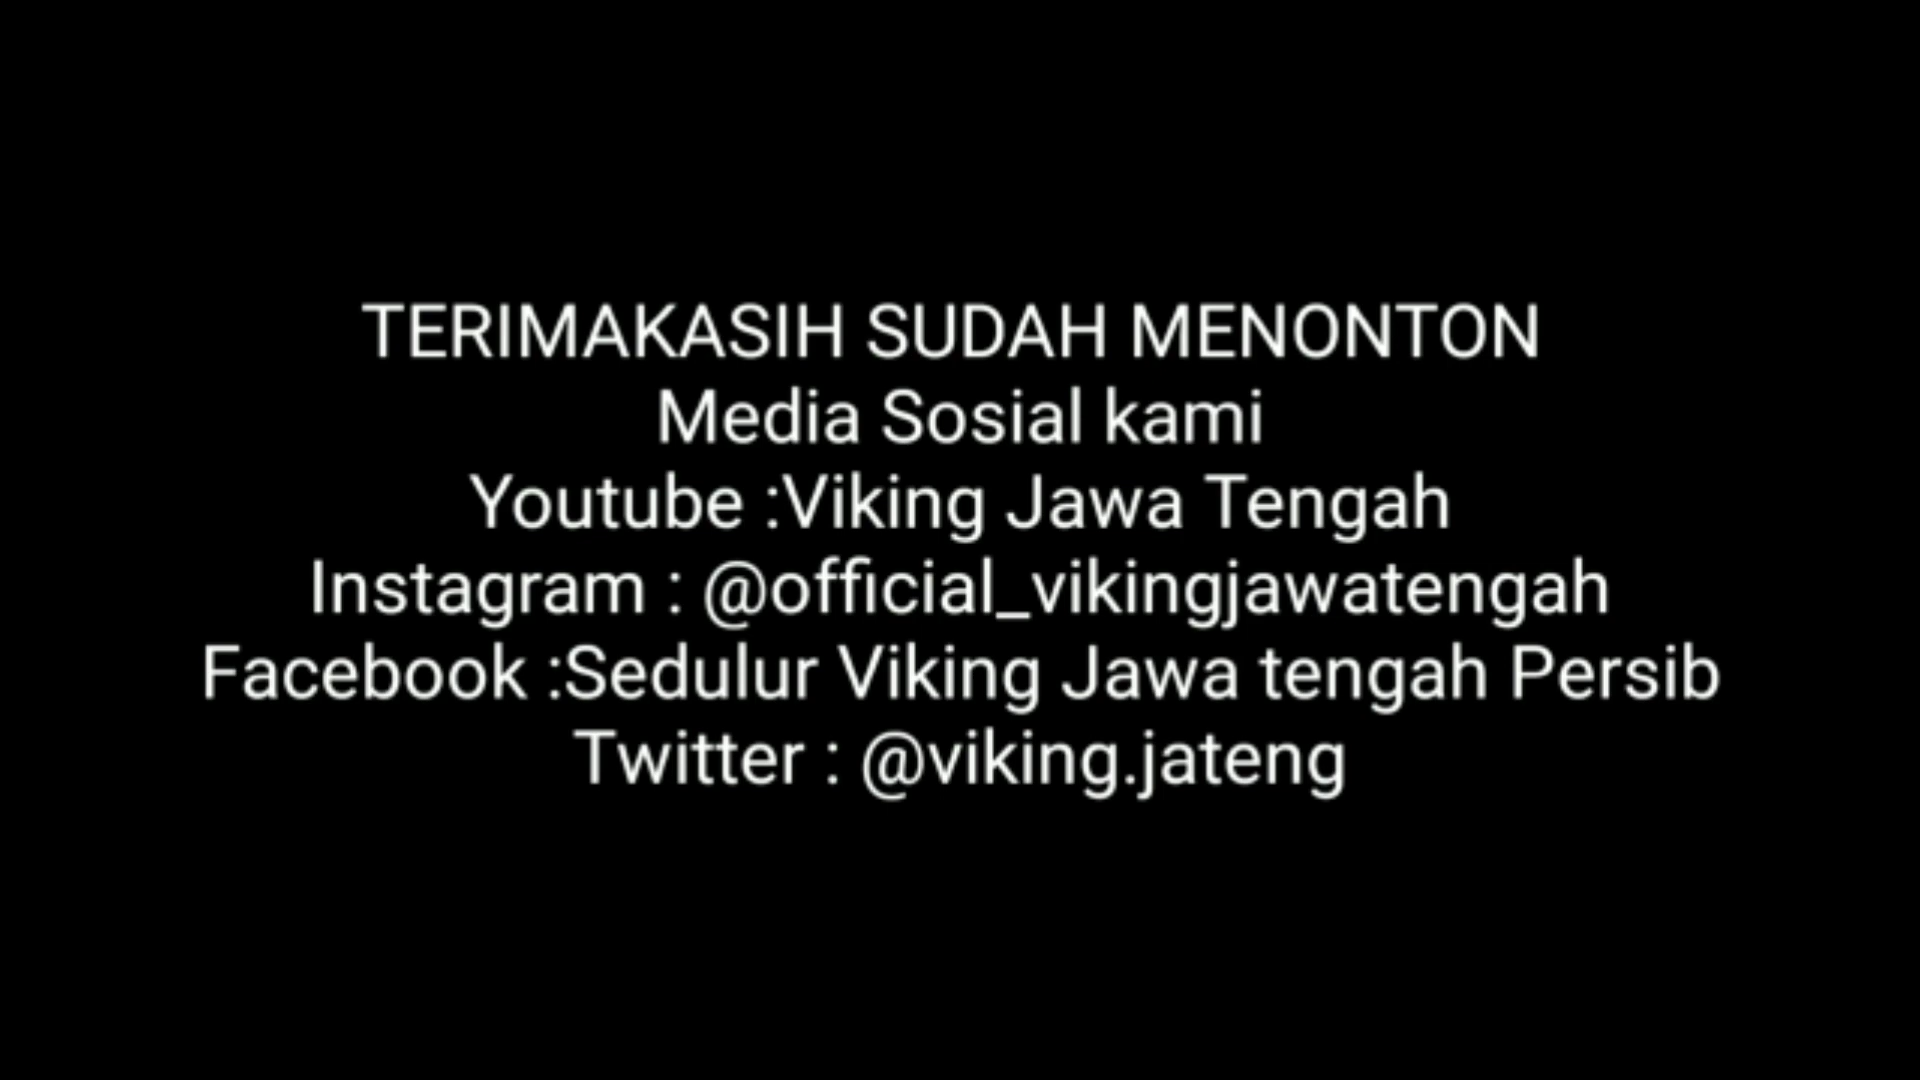 TERIMAKASIH SUDAH MENONTON
Media Sosial kami
Youtube :Viking Jawa Tengah
Instagram : @official_vikingjawatengah
Facebook :Sedulur Viking Jawa tengah Persib
Twitter : @viking.jateng